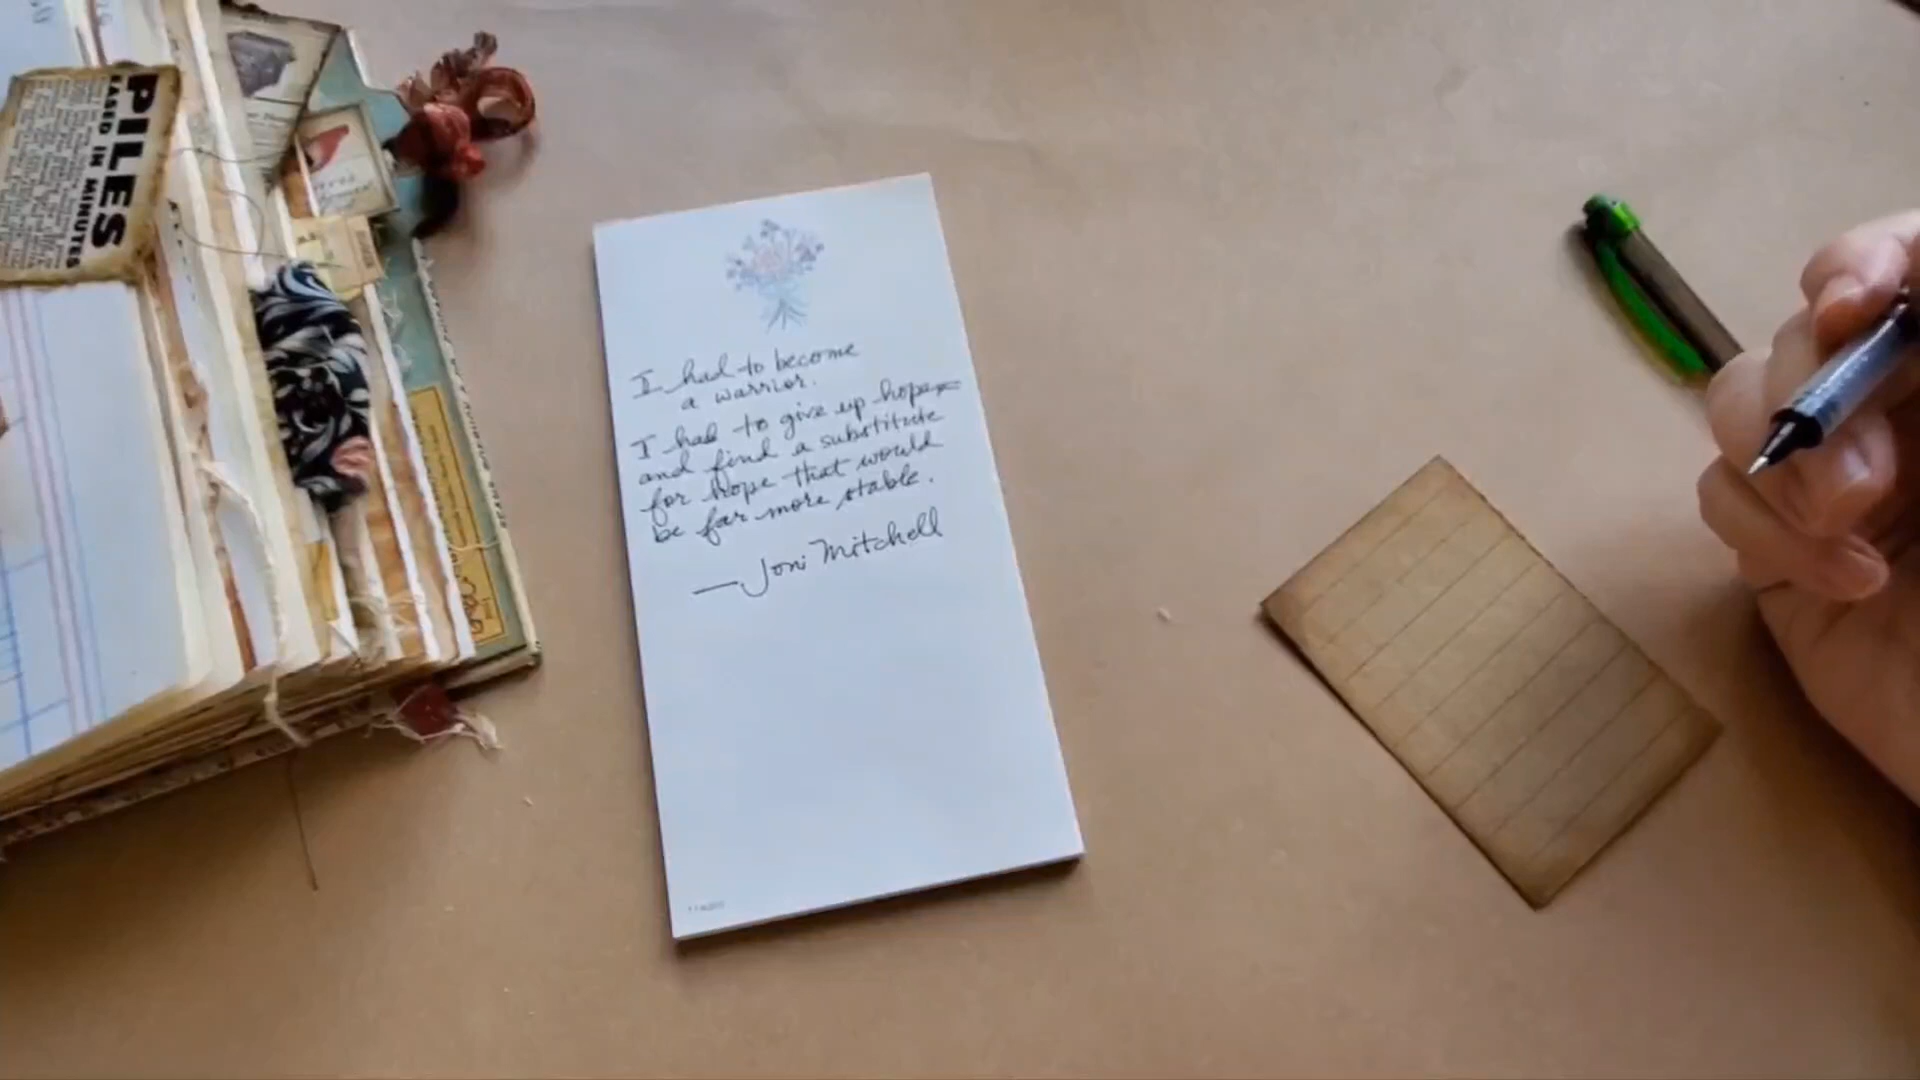 PILES
EASED IN MINUTES
I had to become
a warrior.
I had to give up hope
and find a substitute
for hope that would
be far more stable.
— Joni Mitchell